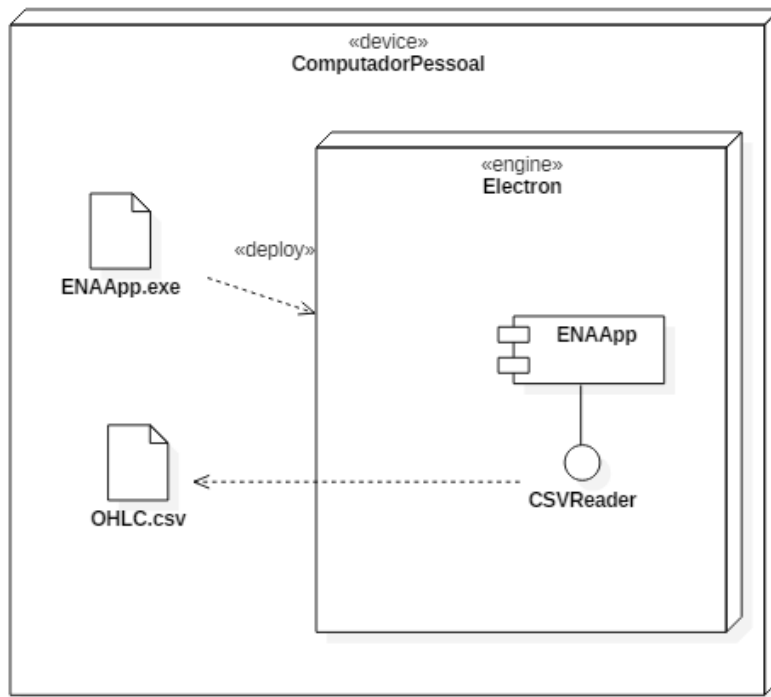 «device»
ComputadorPessoal
«engine»
Electron
«deploy»
ENAApp.exe
ENAApp
OHLC.csv
CSVReader